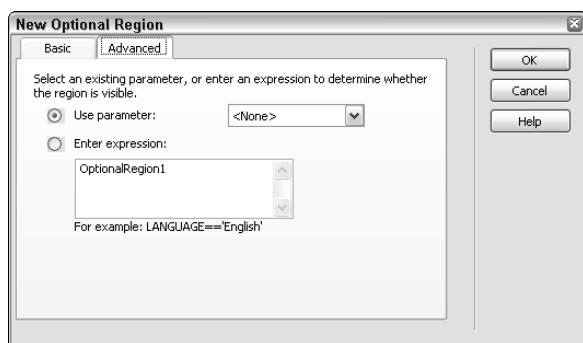 New Optional Region
Basic
Advanced
Select an existing parameter, or enter an expression to determine whether
the region is visible.
Use parameter:
<None>
Enter expression:
OptionalRegion1
For example: LANGUAGE=='English'
OK
Cancel
Help